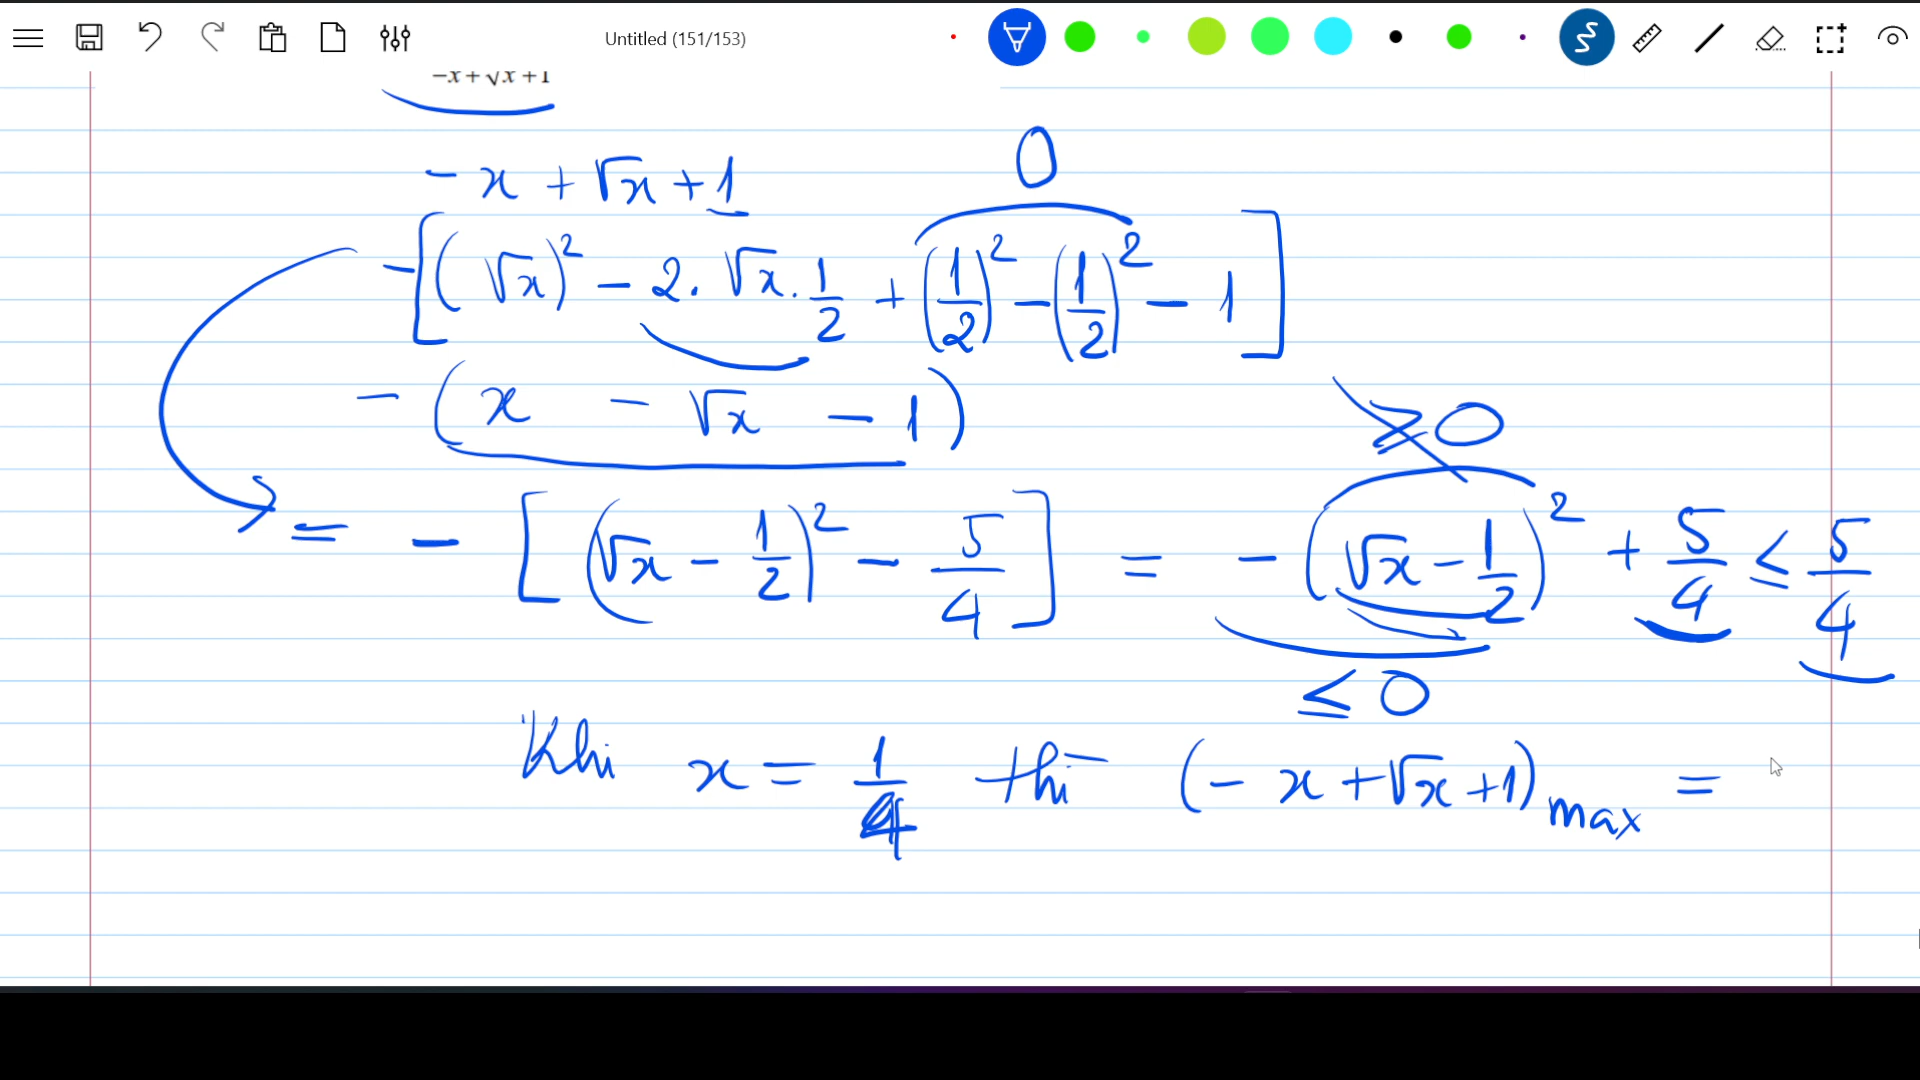 Untitled (151/153)
−x + √x + 1
− x + √x + 1
0
−[(√x)² − 2. √x. 1/2 + (1/2)² − (1/2)² − 1]
− (x − √x − 1)
≥ 0
= − [(√x − 1/2)² − 5/4] = − (√x − 1/2)² + 5/4 ≤ 5/4
≤ 0
Khi x = 1/4 thì (− x + √x + 1)max =